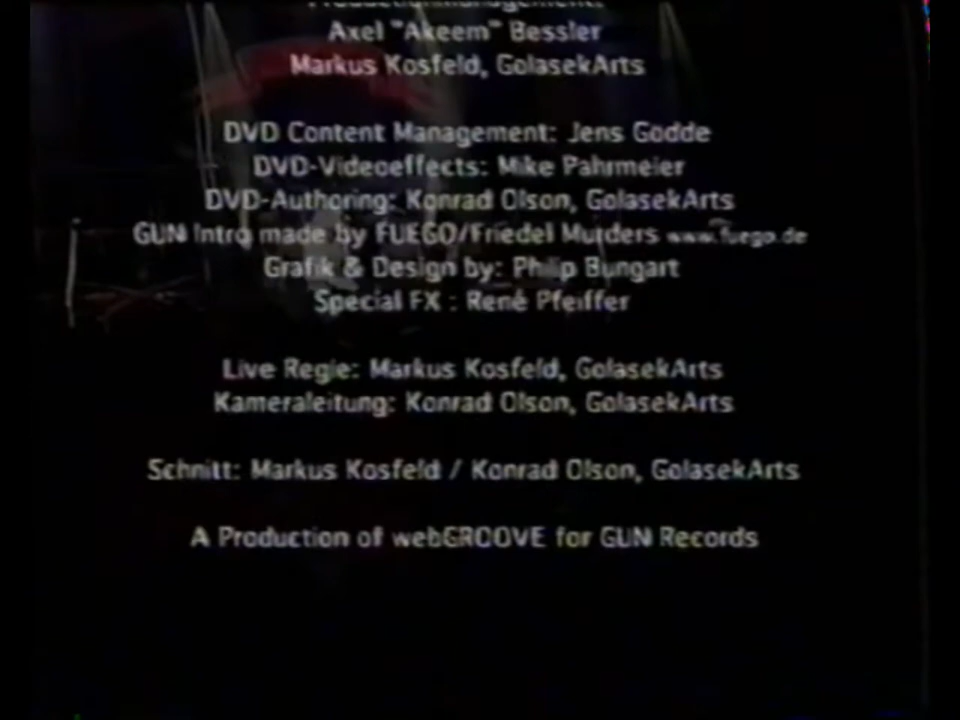 Productionsmanagement:
Axel "Akeem" Bessler
Markus Kosfeld, GolasekArts
DVD Content Management: Jens Godde
DVD-Videoeffects: Mike Pahrmeier
DVD-Authoring: Konrad Olson, GolasekArts
GUN Intro made by FUEGO/Friedel Murders www.fuego.de
Grafik & Design by: Philip Bungart
Special FX : René Pfeiffer
Live Regie: Markus Kosfeld, GolasekArts
Kameraleitung: Konrad Olson, GolasekArts
Schnitt: Markus Kosfeld / Konrad Olson, GolasekArts
A Production of webGROOVE for GUN Records